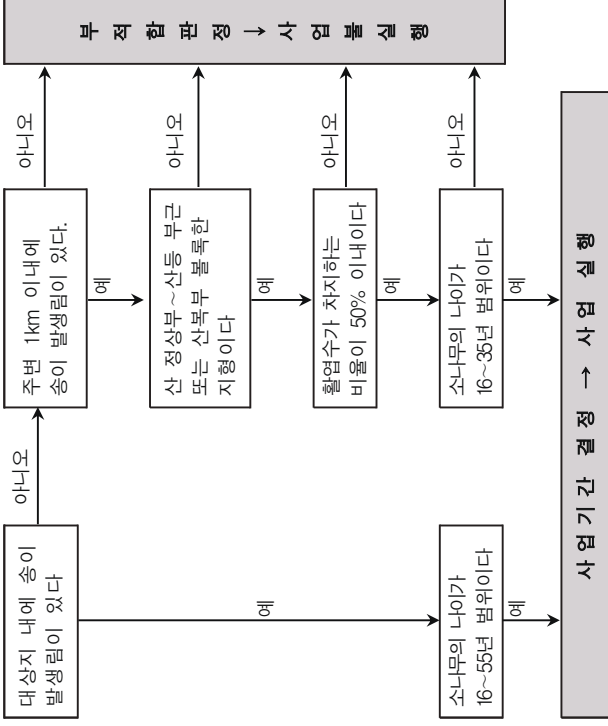 대상지 내에 송이
발생림이 있다
아니오
주변 1km 이내에
송이 발생림이 있다.
아니오
부 적 합 판 정 → 사 업 불 실 행
예
산 정상부~산등 부근
또는 산복부 볼록한
지형이다
아니오
예
활엽수가 차지하는
비율이 50% 이내이다
아니오
예
소나무의 나이가
16~35년 범위이다
아니오
예
예
소나무의 나이가
16~55년 범위이다
예
사 업 기 간 결 정 → 사 업 실 행